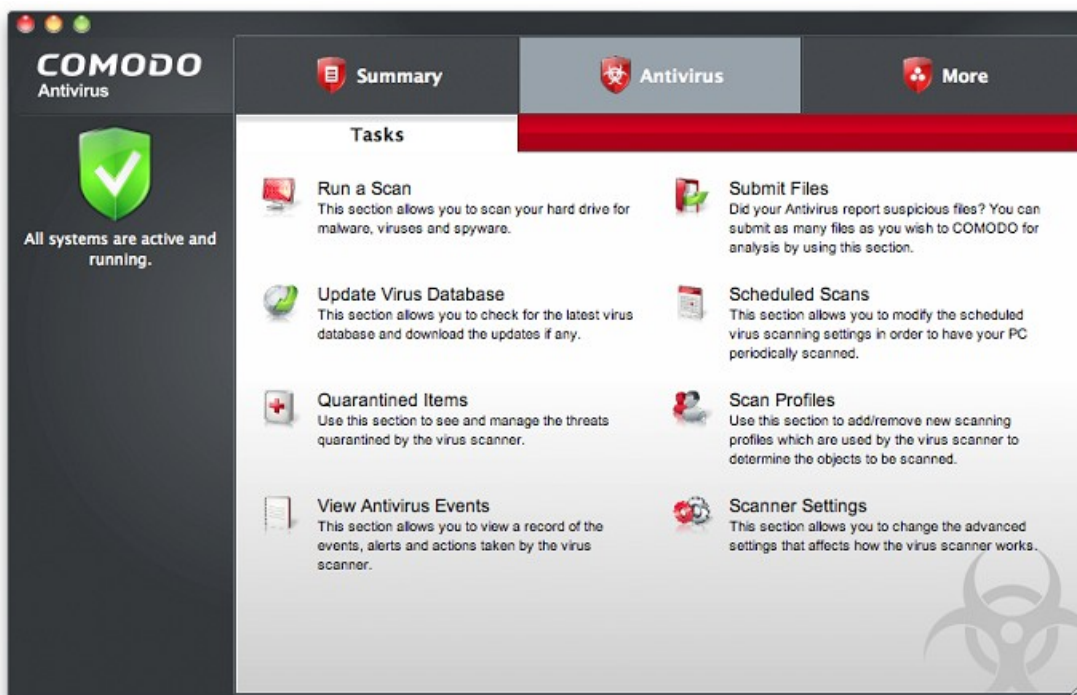 COMODO
Antivirus
Summary
Antivirus
More
All systems are active and
running.
Tasks
Run a Scan
This section allows you to scan your hard drive for
malware, viruses and spyware.
Update Virus Database
This section allows you to check for the latest virus
database and download the updates if any.
Quarantined Items
Use this section to see and manage the threats
quarantined by the virus scanner.
View Antivirus Events
This section allows you to view a record of the
events, alerts and actions taken by the virus
scanner.
Submit Files
Did your Antivirus report suspicious files? You can
submit as many files as you wish to COMODO for
analysis by using this section.
Scheduled Scans
This section allows you to modify the scheduled
virus scanning settings in order to have your PC
periodically scanned.
Scan Profiles
Use this section to add/remove new scanning
profiles which are used by the virus scanner to
determine the objects to be scanned.
Scanner Settings
This section allows you to change the advanced
settings that affects how the virus scanner works.